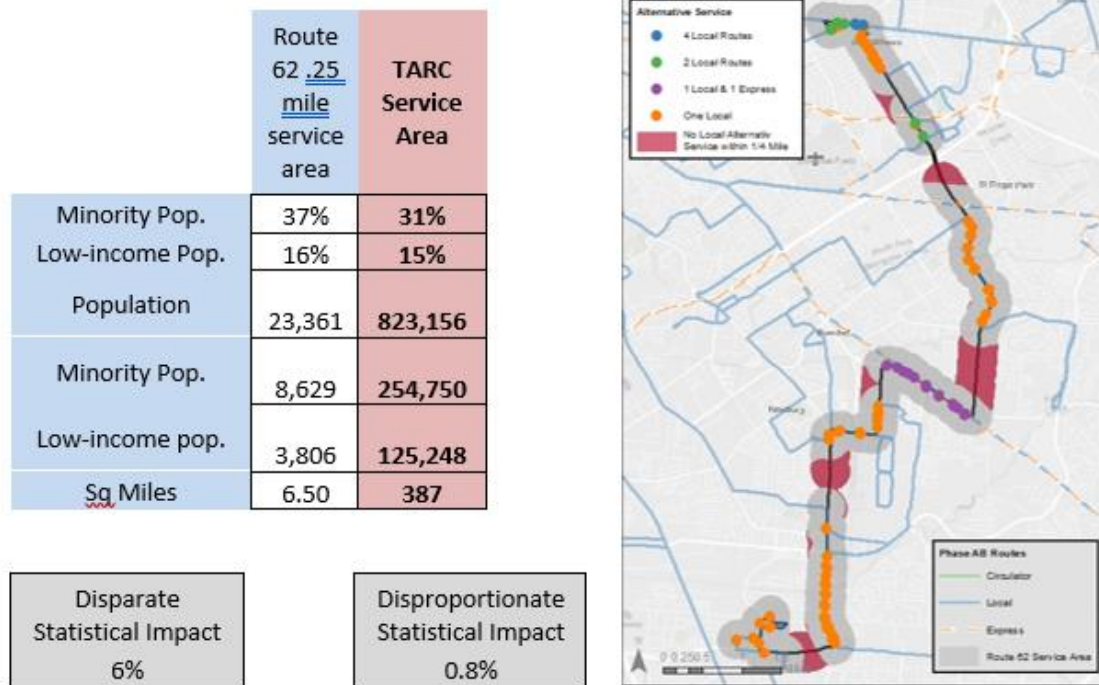 Route
62 .25
mile
service
area
TARC
Service
Area
Minority Pop.
37%
31%
Low-income Pop.
16%
15%
Population
23,361
823,156
Minority Pop.
8,629
254,750
Low-income pop.
3,806
125,248
Sq Miles
6.50
387
Disparate
Statistical Impact
6%
Disproportionate
Statistical Impact
0.8%
Alternative Service
4 Local Routes
2 Local Routes
1 Local & 1 Express
One Local
No Local Alternativ
Service within 1/4 Mile
Newburg
Phase AB Routes
Circulator
Local
Express
Route 62 Service Area